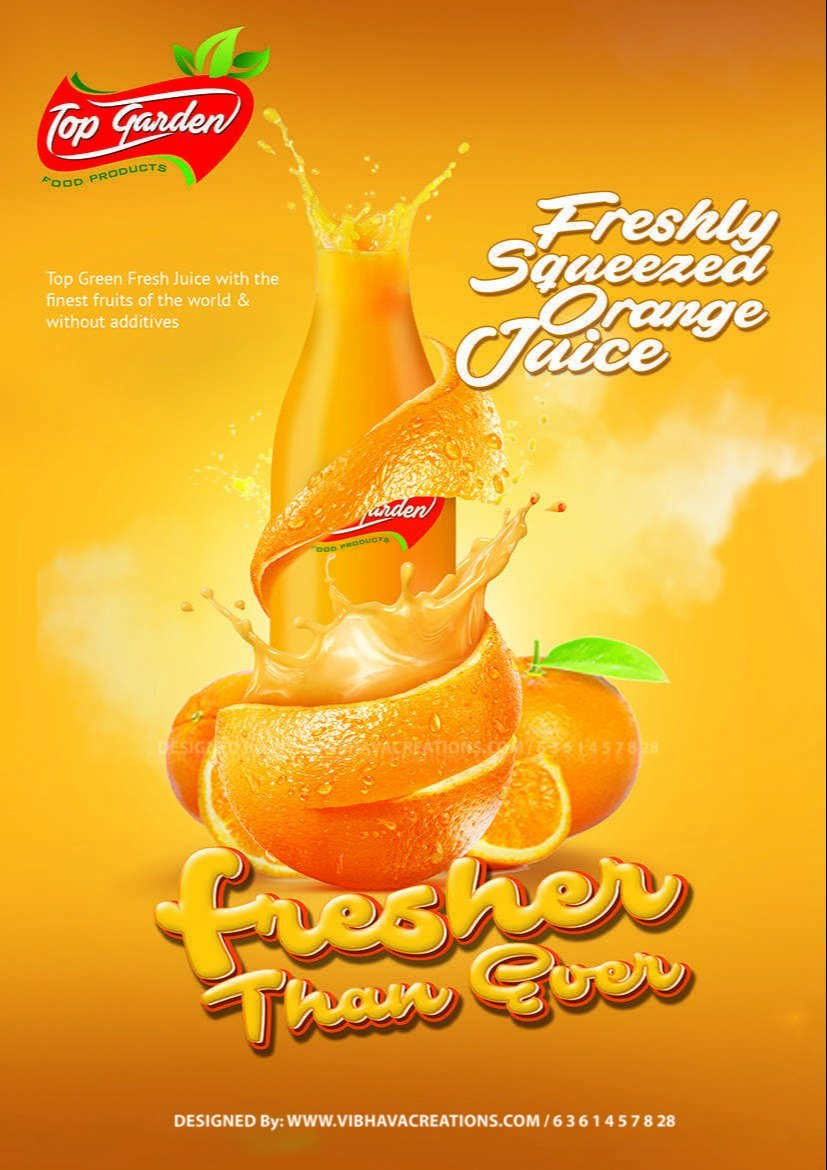 Top Garden
FOOD PRODUCTS
Freshly
Squeezed
Orange
Juice
Top Green Fresh Juice with the
finest fruits of the world &
without additives
arden
FOOD PRODUCTS
fresher
Than Ever
DESIGNED By: WWW.VIBHAVACREATIONS.COM / 6 3 6 1 4 5 7 8 28